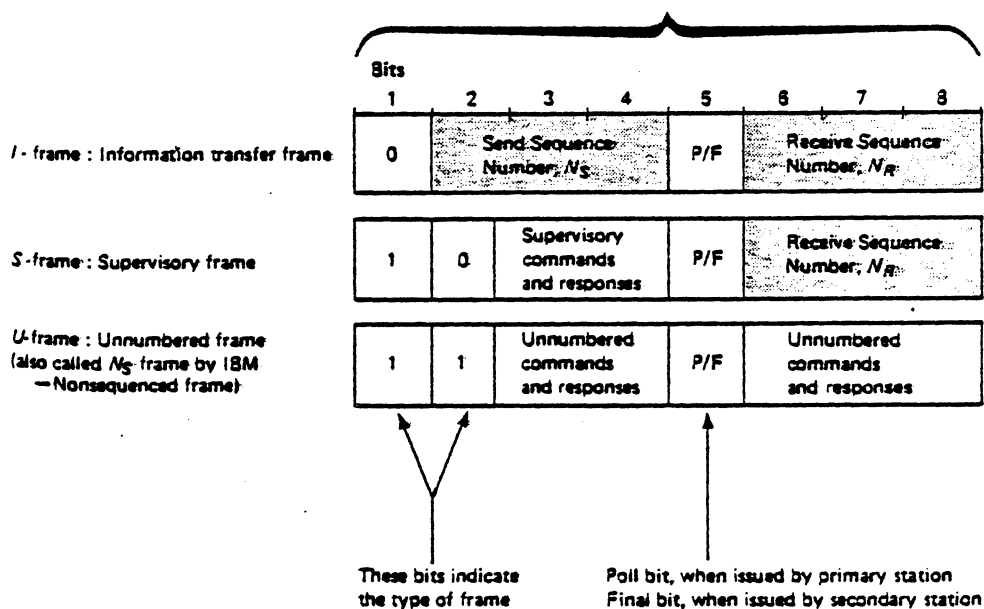 Bits
1 2 3 4 5 6 7 8
I-frame : Information transfer frame
0
Send Sequence
Number, NS
P/F
Receive Sequence
Number, NR
S-frame : Supervisory frame
1
0
Supervisory
commands
and responses
P/F
Receive Sequence
Number, NR
U-frame : Unnumbered frame
(also called NS frame by IBM
—Nonsequenced frame)
1
1
Unnumbered
commands
and responses
P/F
Unnumbered
commands
and responses
These bits indicate
the type of frame
Poll bit, when issued by primary station
Final bit, when issued by secondary station